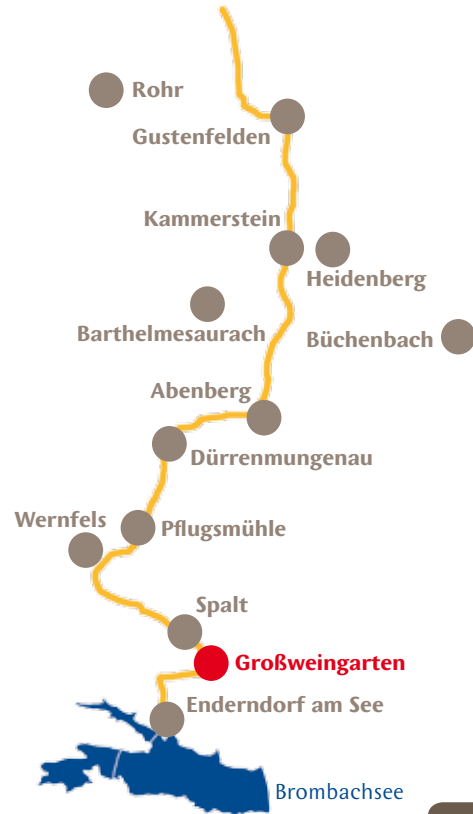 Rohr
Gustenfelden
Kammerstein
Heidenberg
Barthelmesaurach
Büchenbach
Abenberg
Dürrenmungenau
Wernfels
Pflugsmühle
Spalt
Großweingarten
Enderndorf am See
Brombachsee